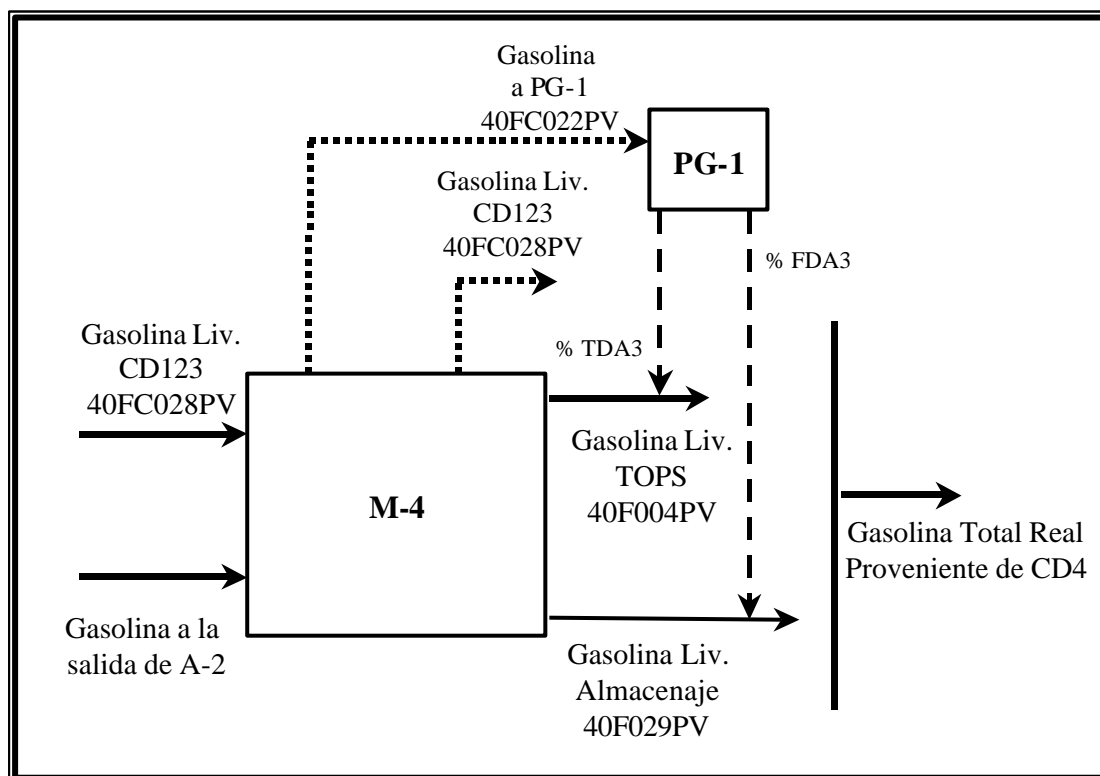 Gasolina
a PG-1
40FC022PV
PG-1
Gasolina Liv.
CD123
40FC028PV
% FDA3
Gasolina Liv.
CD123
40FC028PV
% TDA3
M-4
Gasolina Liv.
TOPS
40F004PV
Gasolina Total Real
Proveniente de CD4
Gasolina a la
salida de A-2
Gasolina Liv.
Almacenaje
40F029PV